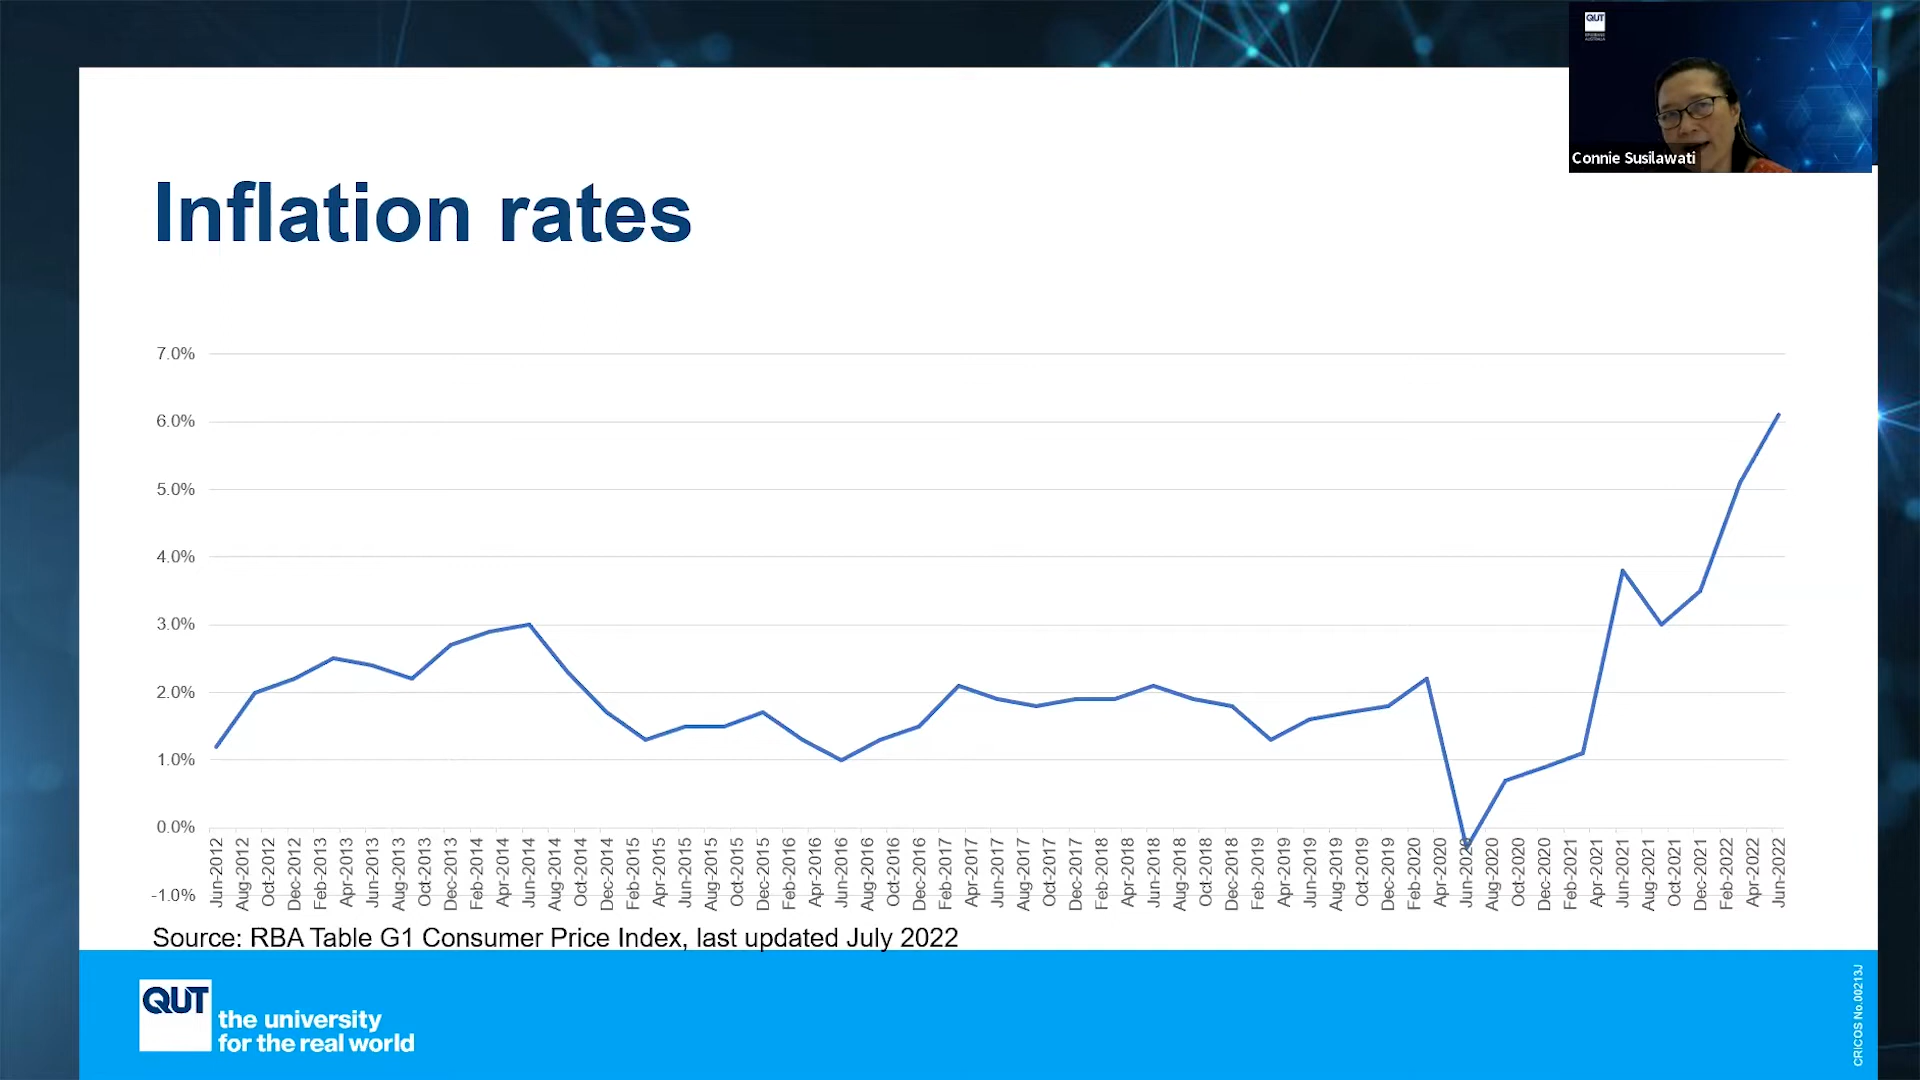 QUT
Connie Susilawati
Inflation rates
7.0%
6.0%
5.0%
4.0%
3.0%
2.0%
1.0%
0.0%
-1.0%
Jun-2012
Aug-2012
Oct-2012
Dec-2012
Feb-2013
Apr-2013
Jun-2013
Aug-2013
Oct-2013
Dec-2013
Feb-2014
Apr-2014
Jun-2014
Aug-2014
Oct-2014
Dec-2014
Feb-2015
Apr-2015
Jun-2015
Aug-2015
Oct-2015
Dec-2015
Feb-2016
Apr-2016
Jun-2016
Aug-2016
Oct-2016
Dec-2016
Feb-2017
Apr-2017
Jun-2017
Aug-2017
Oct-2017
Dec-2017
Feb-2018
Apr-2018
Jun-2018
Aug-2018
Oct-2018
Dec-2018
Feb-2019
Apr-2019
Jun-2019
Aug-2019
Oct-2019
Dec-2019
Feb-2020
Apr-2020
Jun-2020
Aug-2020
Oct-2020
Dec-2020
Feb-2021
Apr-2021
Jun-2021
Aug-2021
Oct-2021
Dec-2021
Feb-2022
Apr-2022
Jun-2022
Source: RBA Table G1 Consumer Price Index, last updated July 2022
QUT
the university
for the real world
CRICOS No.00213J